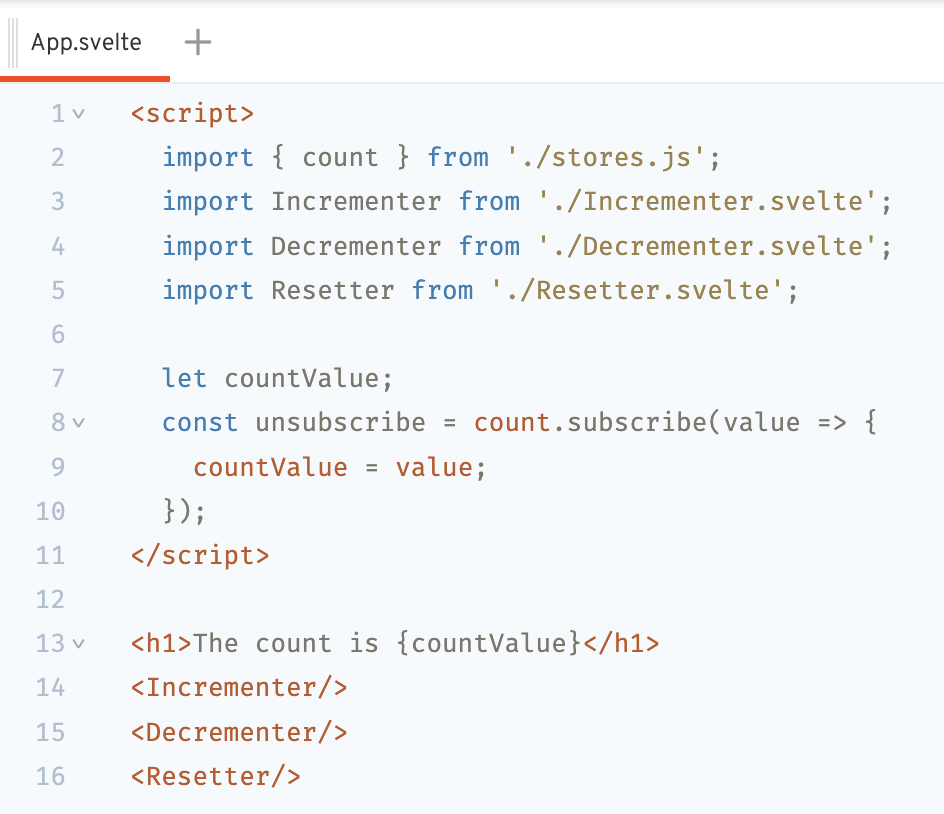 App.svelte +
1 <script>
2   import { count } from './stores.js';
3   import Incrementer from './Incrementer.svelte';
4   import Decrementer from './Decrementer.svelte';
5   import Resetter from './Resetter.svelte';
6
7   let countValue;
8   const unsubscribe = count.subscribe(value => {
9     countValue = value;
10   });
11 </script>
12
13 <h1>The count is {countValue}</h1>
14 <Incrementer/>
15 <Decrementer/>
16 <Resetter/>